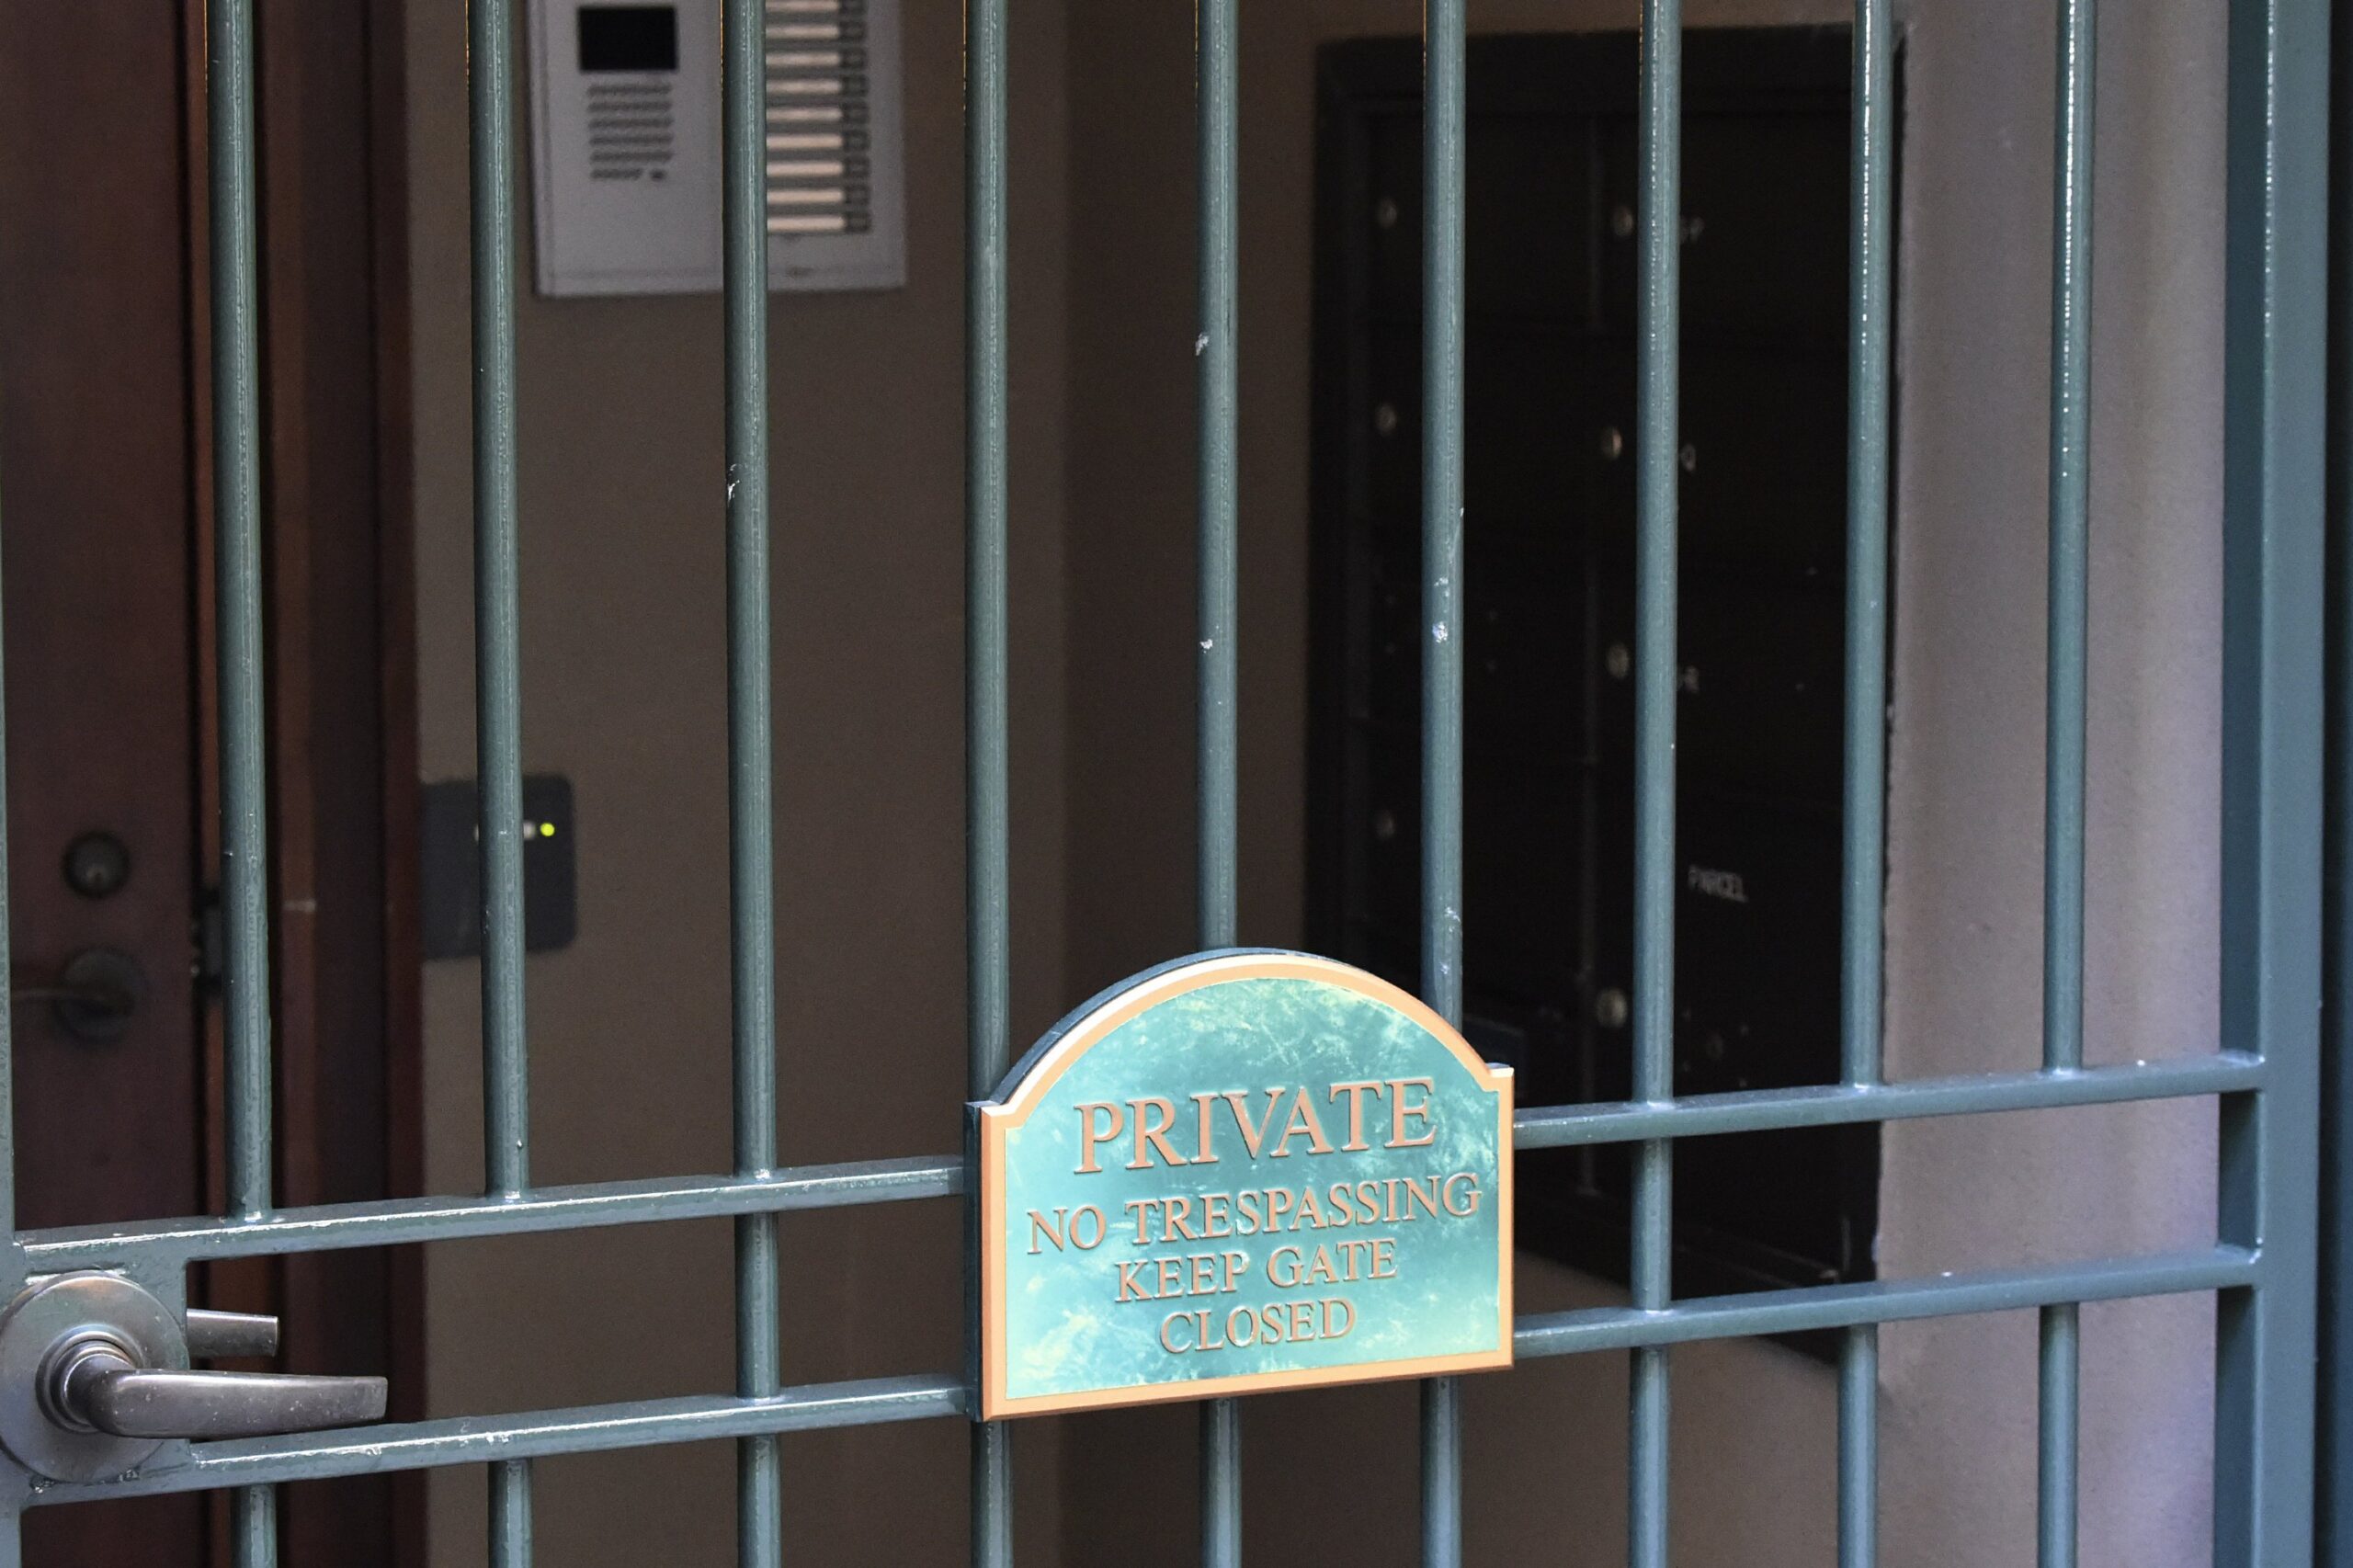 PRIVATE
NO TRESPASSING
KEEP GATE
CLOSED
-Q
-R
PARCEL